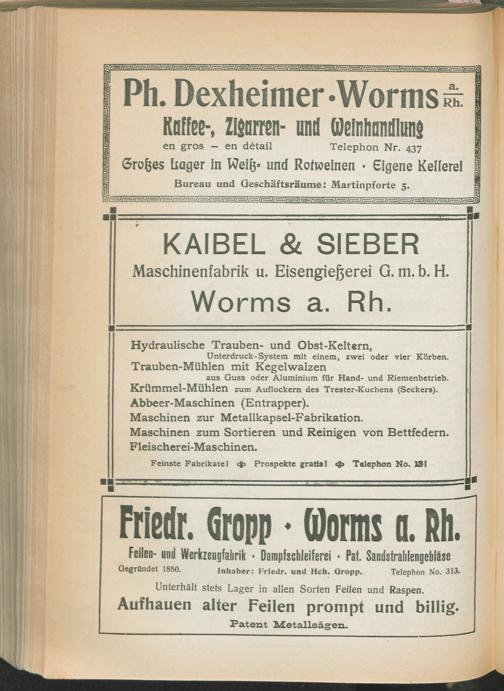 Ph. Dexheimer · Worms a. Rh.
Kaffee-, Zigarren- und Weinhandlung
en gros — en détail Telephon Nr. 437
Großes Lager in Weiß- und Rotweinen · Eigene Kellerei
Bureau und Geschäftsräume: Martinpforte 5.
KAIBEL & SIEBER
Maschinenfabrik u. Eisengießerei G. m. b. H.
Worms a. Rh.
Hydraulische Trauben- und Obst-Keltern,
Unterdruck-System mit einem, zwei oder vier Körben.
Trauben-Mühlen mit Kegelwalzen
aus Guss oder Aluminium für Hand- und Riemenbetrieb.
Krümmel-Mühlen zum Auflockern des Trester-Kuchens (Seckers).
Abbeer-Maschinen (Entrapper).
Maschinen zur Metallkapsel-Fabrikation.
Maschinen zum Sortieren und Reinigen von Bettfedern.
Fleischerei-Maschinen.
Feinste Fabrikate! Prospekte gratis! Telephon No. 131
Friedr. Gropp · Worms a. Rh.
Feilen- und Werkzeugfabrik · Dampfschleiferei · Pat. Sandstrahlengebläse
Gegründet 1850. Inhaber: Friedr. und Hch. Gropp. Telephon No. 313.
Unterhält stets Lager in allen Sorten Feilen und Raspen.
Aufhauen alter Feilen prompt und billig.
Patent Metallsägen.